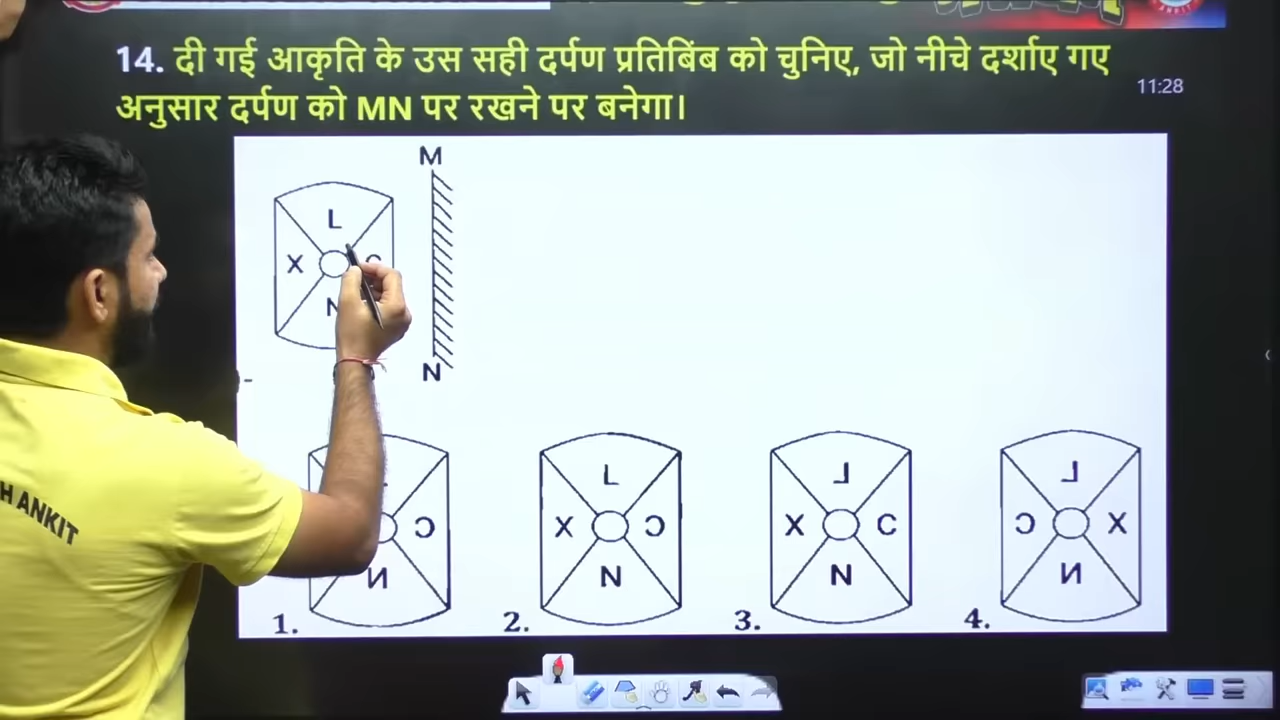 14. दी गई आकृति के उस सही दर्पण प्रतिबिंब को चुनिए, जो नीचे दर्शाए गए
अनुसार दर्पण को MN पर रखने पर बनेगा।
11:28
M
L
X C
N
N
Ɔ
И
1.
L
X Ɔ
N
2.
⅃
X C
N
3.
⅃
Ɔ X
И
4.
H ANKIT